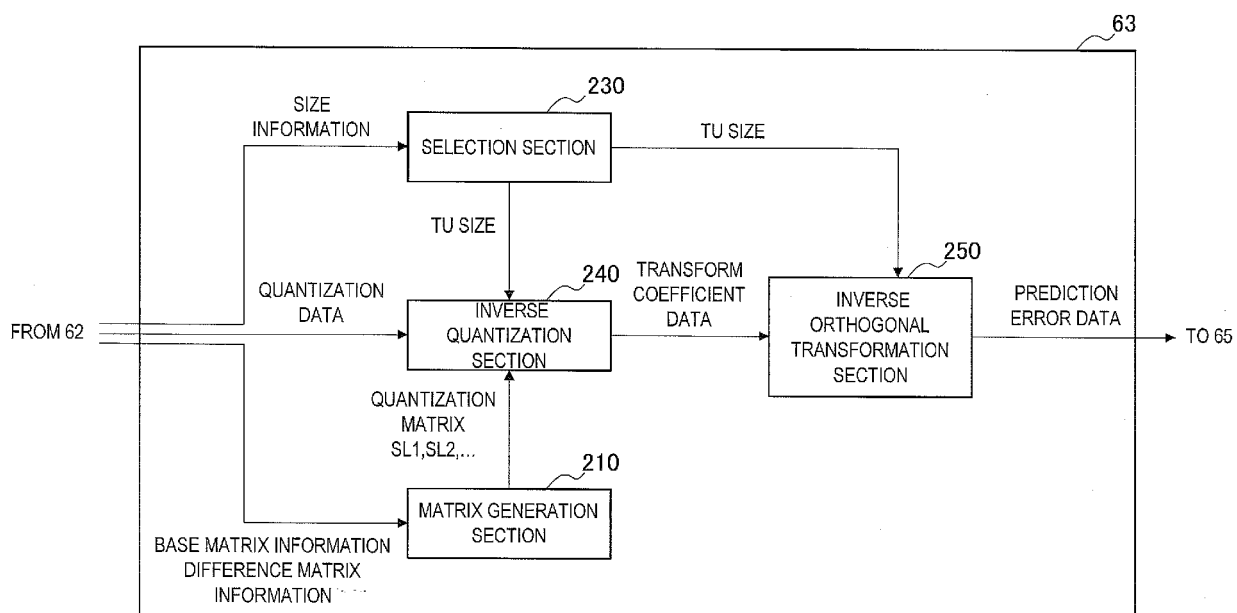 63
230
SIZE
INFORMATION
SELECTION SECTION
TU SIZE
TU SIZE
240
250
QUANTIZATION
DATA
TRANSFORM
COEFFICIENT
DATA
PREDICTION
ERROR DATA
FROM 62
INVERSE
QUANTIZATION
SECTION
INVERSE
ORTHOGONAL
TRANSFORMATION
SECTION
TO 65
QUANTIZATION
MATRIX
SL1,SL2,...
210
MATRIX GENERATION
SECTION
BASE MATRIX INFORMATION
DIFFERENCE MATRIX
INFORMATION